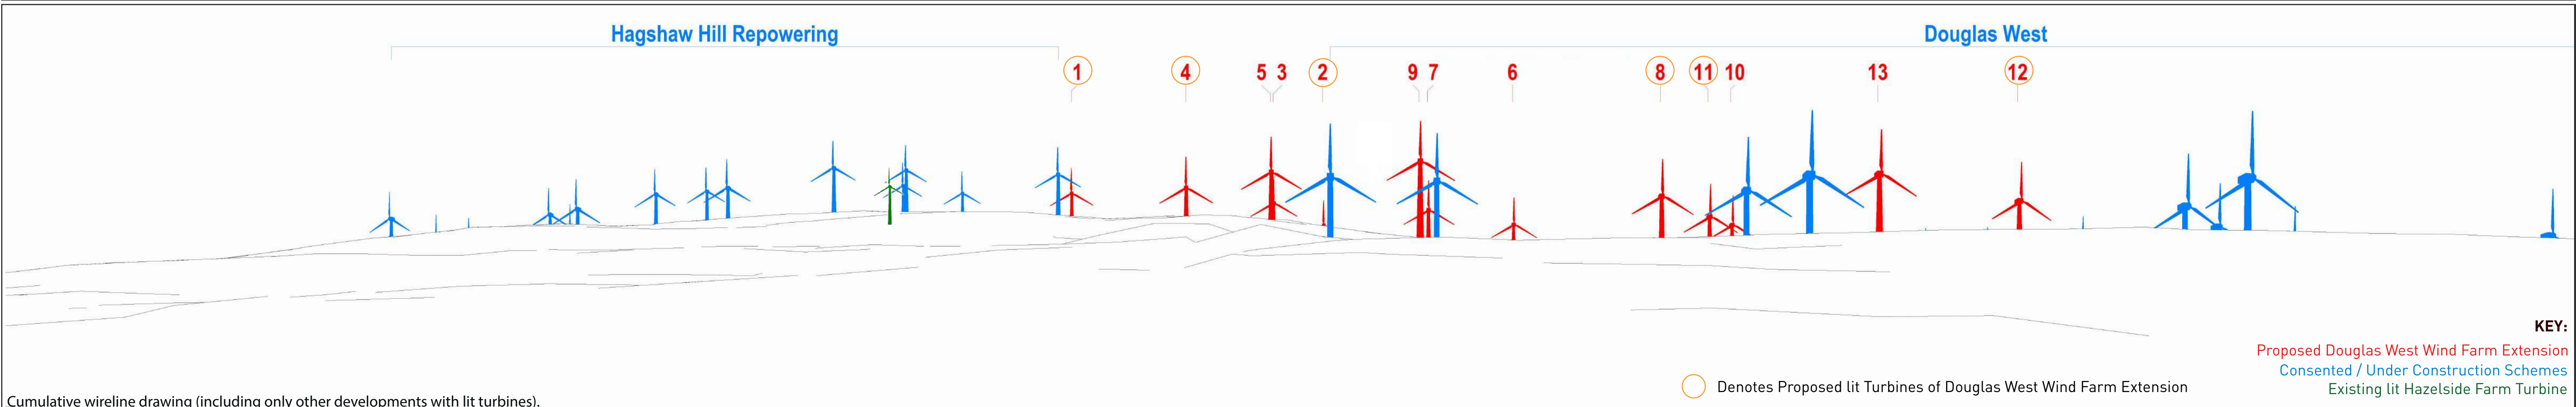 Hagshaw Hill Repowering
Douglas West
1 4 5 3 2 9 7 6 8 11 10 13 12
KEY:
Proposed Douglas West Wind Farm Extension
Consented / Under Construction Schemes
Existing lit Hazelside Farm Turbine
Denotes Proposed lit Turbines of Douglas West Wind Farm Extension
Cumulative wireline drawing (including only other developments with lit turbines).